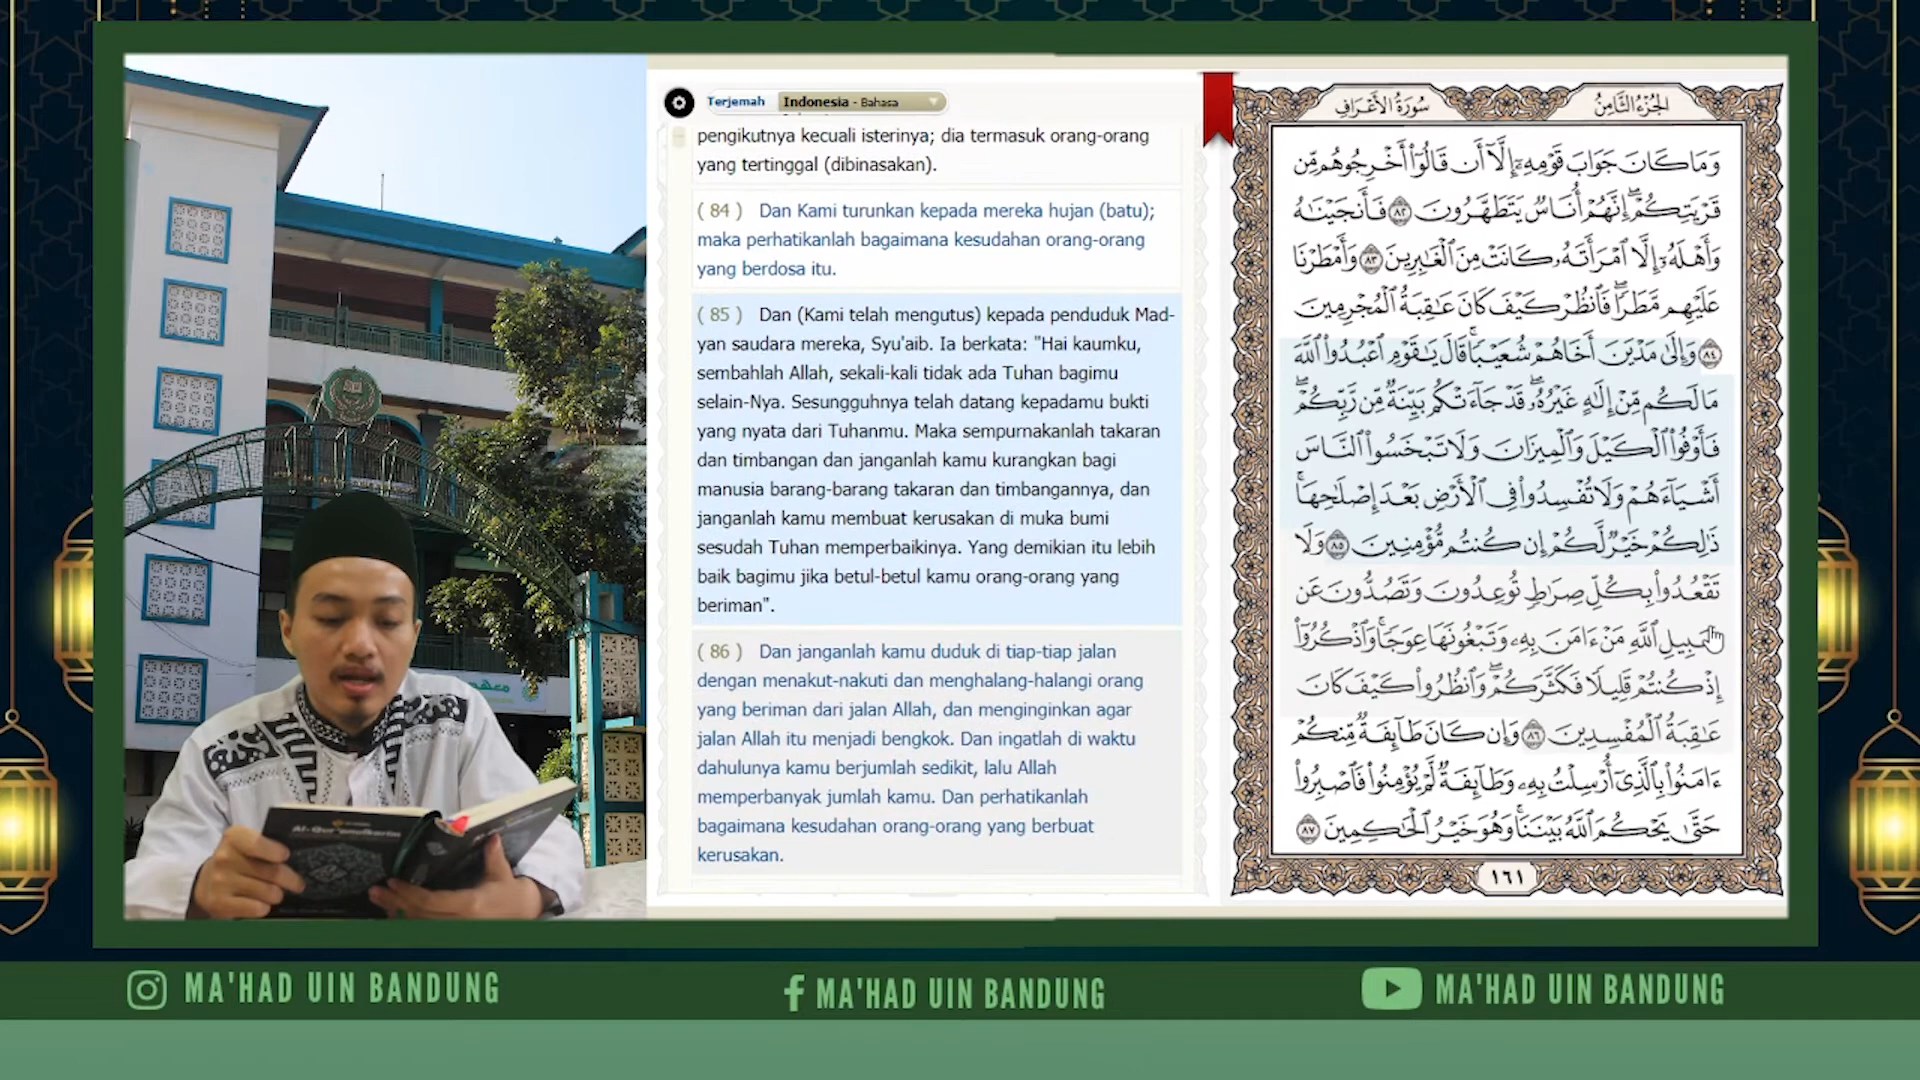 Terjemah
Indonesia - Bahasa
pengikutnya kecuali isterinya; dia termasuk orang-orang
yang tertinggal (dibinasakan).
( 84 ) Dan Kami turunkan kepada mereka hujan (batu);
maka perhatikanlah bagaimana kesudahan orang-orang
yang berdosa itu.
( 85 ) Dan (Kami telah mengutus) kepada penduduk Mad-
yan saudara mereka, Syu'aib. Ia berkata: "Hai kaumku,
sembahlah Allah, sekali-kali tidak ada Tuhan bagimu
selain-Nya. Sesungguhnya telah datang kepadamu bukti
yang nyata dari Tuhanmu. Maka sempurnakanlah takaran
dan timbangan dan janganlah kamu kurangkan bagi
manusia barang-barang takaran dan timbangannya, dan
janganlah kamu membuat kerusakan di muka bumi
sesudah Tuhan memperbaikinya. Yang demikian itu lebih
baik bagimu jika betul-betul kamu orang-orang yang
beriman".
( 86 ) Dan janganlah kamu duduk di tiap-tiap jalan
dengan menakut-nakuti dan menghalang-halangi orang
yang beriman dari jalan Allah, dan menginginkan agar
jalan Allah itu menjadi bengkok. Dan ingatlah di waktu
dahulunya kamu berjumlah sedikit, lalu Allah
memperbanyak jumlah kamu. Dan perhatikanlah
bagaimana kesudahan orang-orang yang berbuat
kerusakan.
الجزء الثامن
سورة الأعراف
وَمَا كَانَ جَوَابَ قَوْمِهِۦٓ إِلَّآ أَن قَالُوٓا۟ أَخْرِجُوهُم مِّن
قَرْيَتِكُمْ ۖ إِنَّهُمْ أُنَاسٌ يَتَطَهَّرُونَ ٨٢ فَأَنجَيْنَـٰهُ
وَأَهْلَهُۥٓ إِلَّا ٱمْرَأَتَهُۥ كَانَتْ مِنَ ٱلْغَـٰبِرِينَ ٨٣ وَأَمْطَرْنَا
عَلَيْهِم مَّطَرًا ۖ فَٱنظُرْ كَيْفَ كَانَ عَـٰقِبَةُ ٱلْمُجْرِمِينَ
٨٤ وَإِلَىٰ مَدْيَنَ أَخَاهُمْ شُعَيْبًا ۗ قَالَ يَـٰقَوْمِ ٱعْبُدُوا۟ ٱللَّهَ
مَا لَكُم مِّنْ إِلَـٰهٍ غَيْرُهُۥ ۖ قَدْ جَآءَتْكُم بَيِّنَةٌ مِّن رَّبِّكُمْ ۖ
فَأَوْفُوا۟ ٱلْكَيْلَ وَٱلْمِيزَانَ وَلَا تَبْخَسُوا۟ ٱلنَّاسَ
أَشْيَآءَهُمْ وَلَا تُفْسِدُوا۟ فِى ٱلْأَرْضِ بَعْدَ إِصْلَـٰحِهَا ۚ
ذَٰلِكُمْ خَيْرٌ لَّكُمْ إِن كُنتُم مُّؤْمِنِينَ ٨٥ وَلَا
تَقْعُدُوا۟ بِكُلِّ صِرَٰطٍ تُوعِدُونَ وَتَصُدُّونَ عَن
سَبِيلِ ٱللَّهِ مَنْ ءَامَنَ بِهِۦ وَتَبْغُونَهَا عِوَجًا ۚ وَٱذْكُرُوٓا۟
إِذْ كُنتُمْ قَلِيلًا فَكَثَّرَكُمْ ۖ وَٱنظُرُوا۟ كَيْفَ كَانَ
عَـٰقِبَةُ ٱلْمُفْسِدِينَ ٨٦ وَإِن كَانَ طَآئِفَةٌ مِّنكُمْ
ءَامَنُوا۟ بِٱلَّذِىٓ أُرْسِلْتُ بِهِۦ وَطَآئِفَةٌ لَّمْ يُؤْمِنُوا۟ فَٱصْبِرُوا۟
حَتَّىٰ يَحْكُمَ ٱللَّهُ بَيْنَنَا ۚ وَهُوَ خَيْرُ ٱلْحَـٰكِمِينَ ٨٧
١٦١
Al-Qur'anulkarim
MA'HAD UIN BANDUNG
MA'HAD UIN BANDUNG
MA'HAD UIN BANDUNG